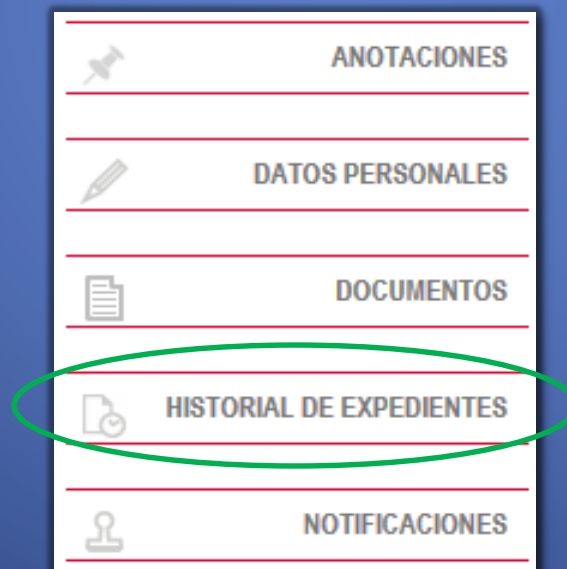 ANOTACIONES
DATOS PERSONALES
DOCUMENTOS
HISTORIAL DE EXPEDIENTES
NOTIFICACIONES